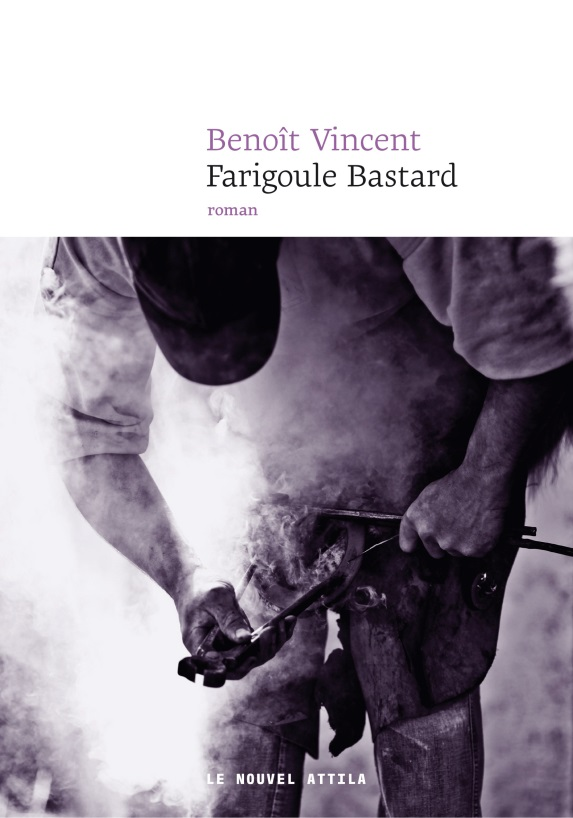 Benoît Vincent
Farigoule Bastard
roman
LE NOUVEL ATTILA